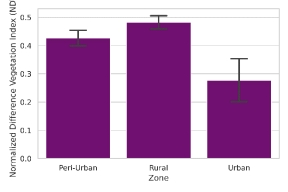 Normalized Difference Vegetation Index (ND
0.5
0.4
0.3
0.2
0.1
0.0
Peri-Urban Rural Urban
Zone